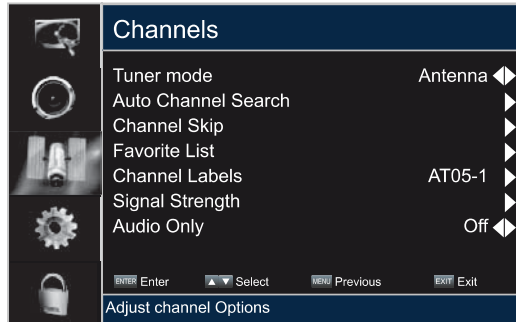 Channels
Tuner mode Antenna
Auto Channel Search
Channel Skip
Favorite List
Channel Labels AT05-1
Signal Strength
Audio Only Off
ENTER Enter Select MENU Previous EXIT Exit
Adjust channel Options